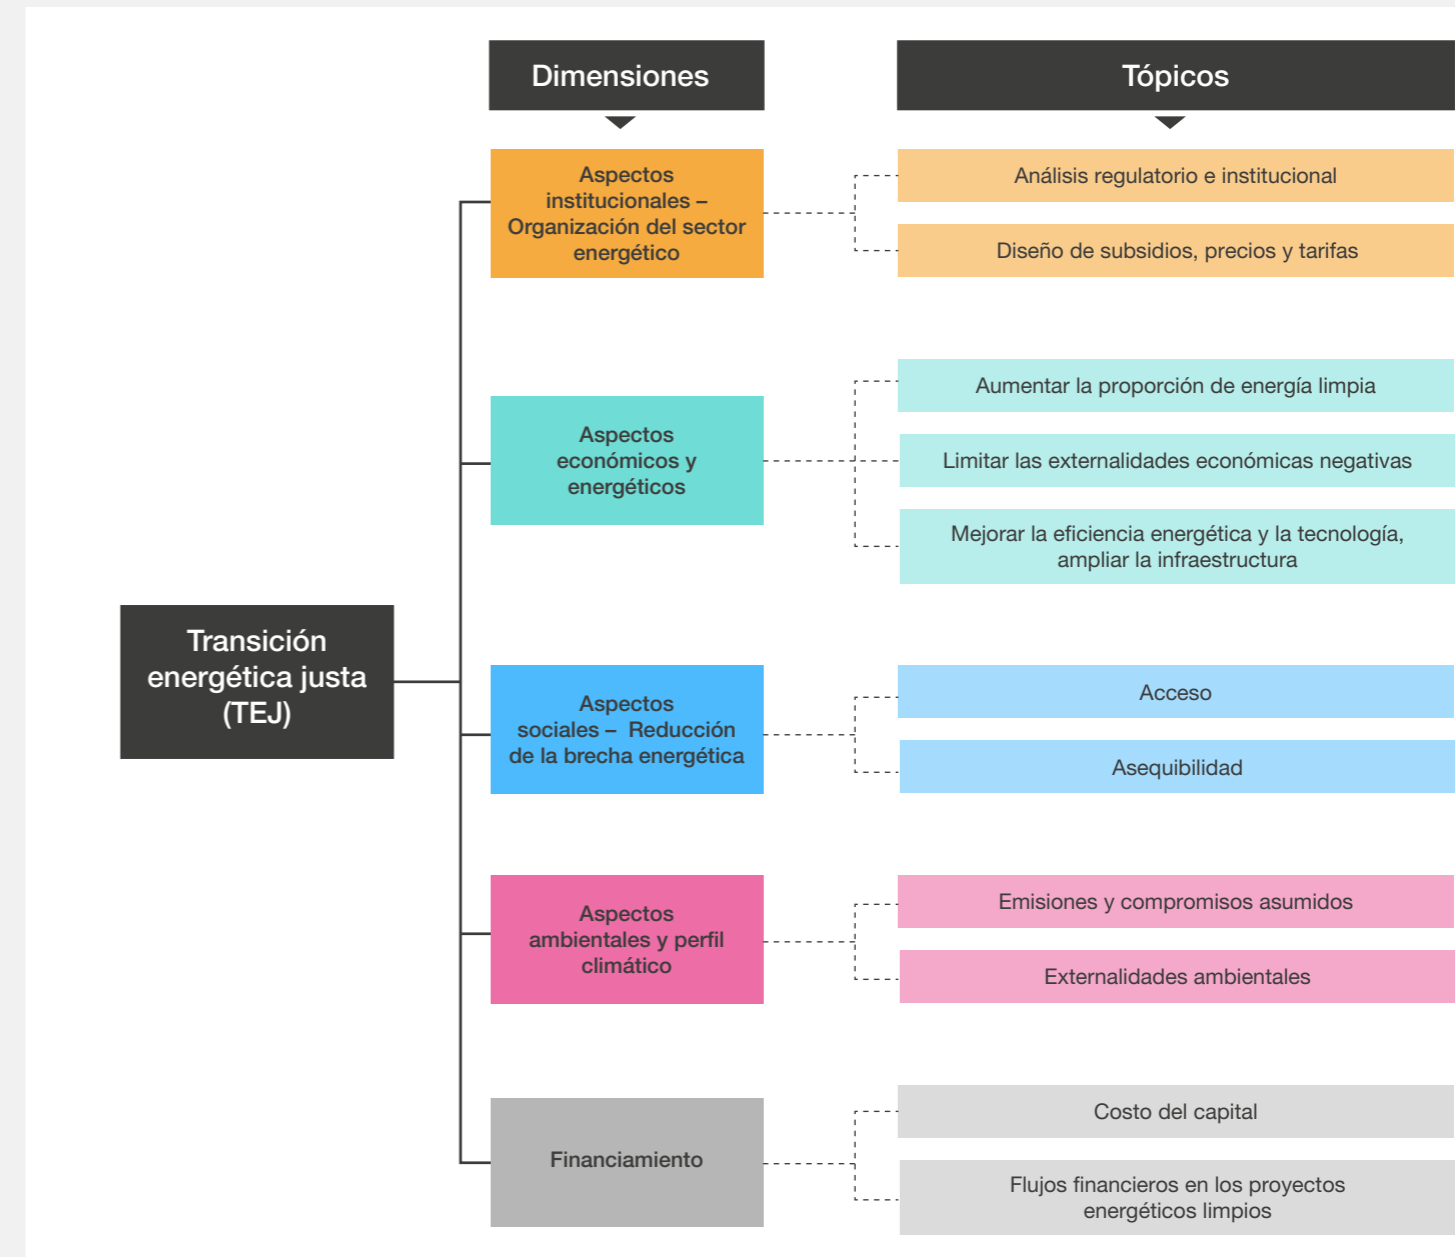 Dimensiones
Tópicos
Transición
energética justa
(TEJ)
Aspectos
institucionales –
Organización del sector
energético
Análisis regulatorio e institucional
Diseño de subsidios, precios y tarifas
Aspectos
económicos y
energéticos
Aumentar la proporción de energía limpia
Limitar las externalidades económicas negativas
Mejorar la eficiencia energética y la tecnología,
ampliar la infraestructura
Aspectos
sociales – Reducción
de la brecha energética
Acceso
Asequibilidad
Aspectos
ambientales y perfil
climático
Emisiones y compromisos asumidos
Externalidades ambientales
Financiamiento
Costo del capital
Flujos financieros en los proyectos
energéticos limpios